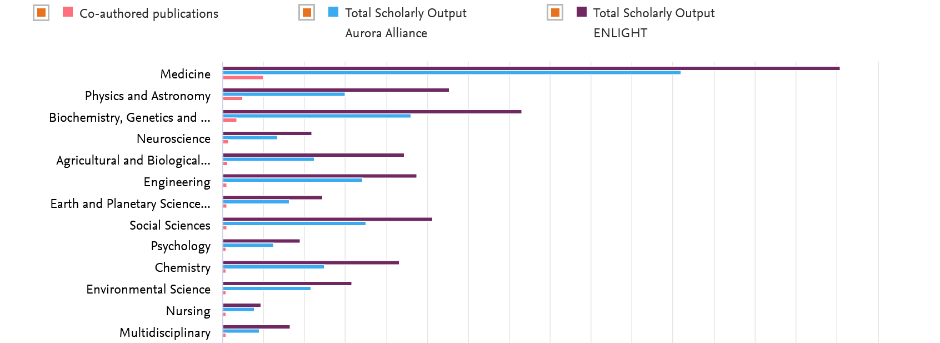 Co-authored publications
Total Scholarly Output
Aurora Alliance
Total Scholarly Output
ENLIGHT
Medicine
Physics and Astronomy
Biochemistry, Genetics and ...
Neuroscience
Agricultural and Biological...
Engineering
Earth and Planetary Science...
Social Sciences
Psychology
Chemistry
Environmental Science
Nursing
Multidisciplinary